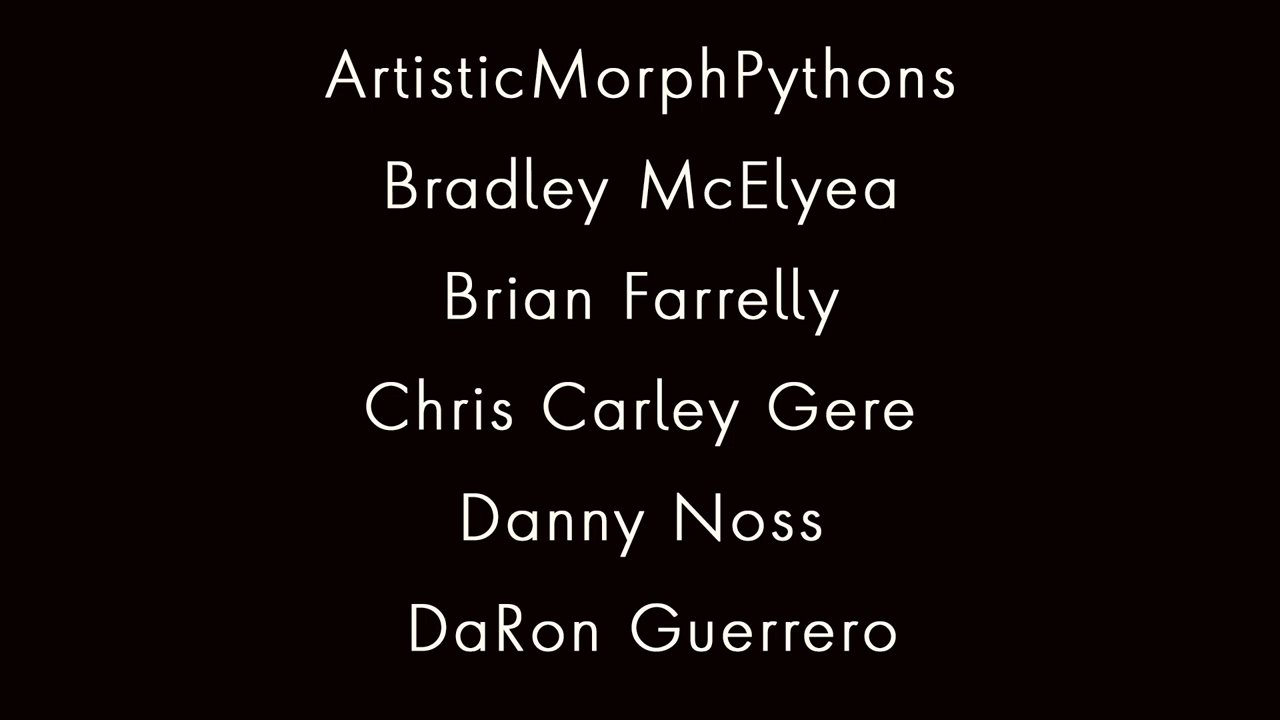 ArtisticMorphPythons
Bradley McElyea
Brian Farrelly
Chris Carley Gere
Danny Noss
DaRon Guerrero